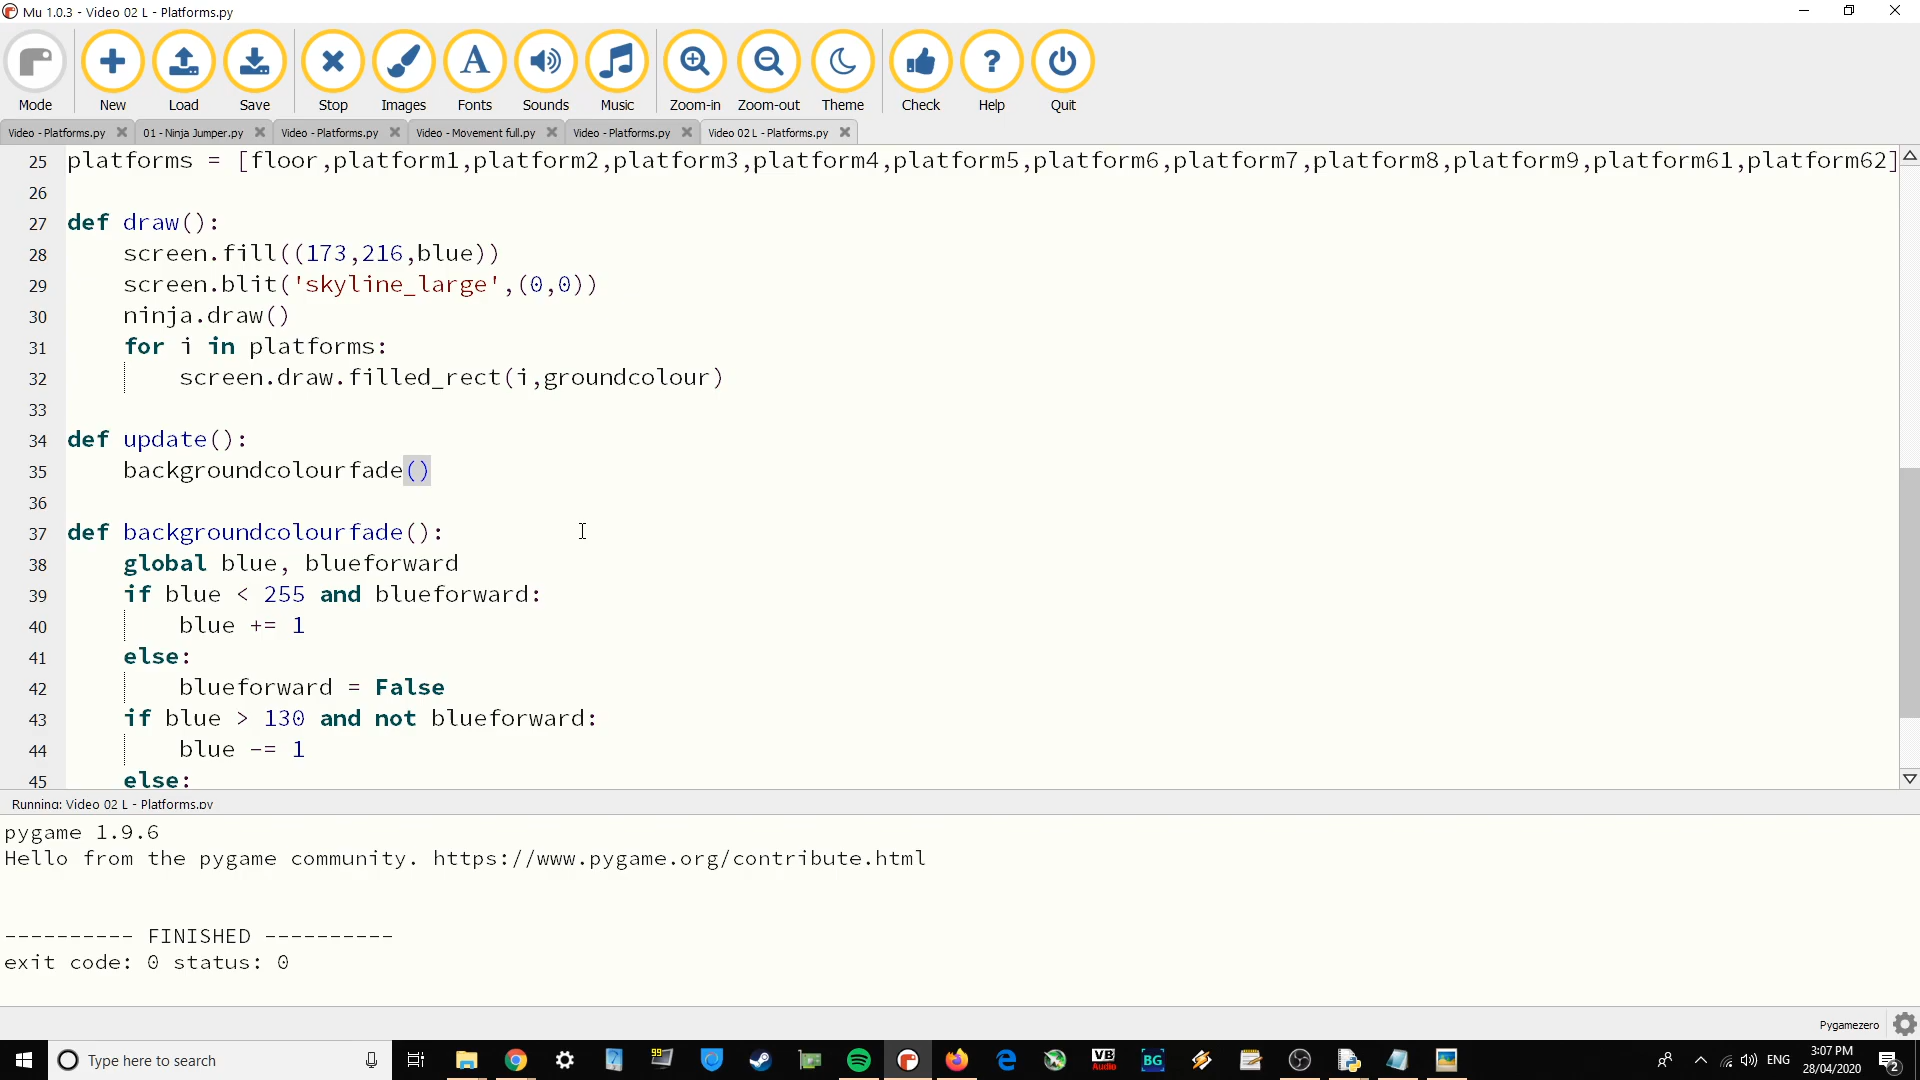 Mu 1.0.3 - Video 02 L - Platforms.py
Mode New Load Save Stop Images Fonts Sounds Music Zoom-in Zoom-out Theme Check Help Quit
Video - Platforms.py 01 - Ninja Jumper.py Video - Platforms.py Video - Movement full.py Video - Platforms.py Video 02 L - Platforms.py
25 platforms = [floor,platform1,platform2,platform3,platform4,platform5,platform6,platform7,platform8,platform9,platform61,platform62]
26
27 def draw():
28     screen.fill((173,216,blue))
29     screen.blit('skyline_large',(0,0))
30     ninja.draw()
31     for i in platforms:
32         screen.draw.filled_rect(i,groundcolour)
33
34 def update():
35     backgroundcolourfade()
36
37 def backgroundcolourfade():
38     global blue, blueforward
39     if blue < 255 and blueforward:
40         blue += 1
41     else:
42         blueforward = False
43     if blue > 130 and not blueforward:
44         blue -= 1
45     else:
Running: Video 02 L - Platforms.py
pygame 1.9.6
Hello from the pygame community. https://www.pygame.org/contribute.html
---------- FINISHED ----------
exit code: 0 status: 0
Pygamezero
Type here to search
99
VB
Audio
BG
ENG
3:07 PM
28/04/2020
2